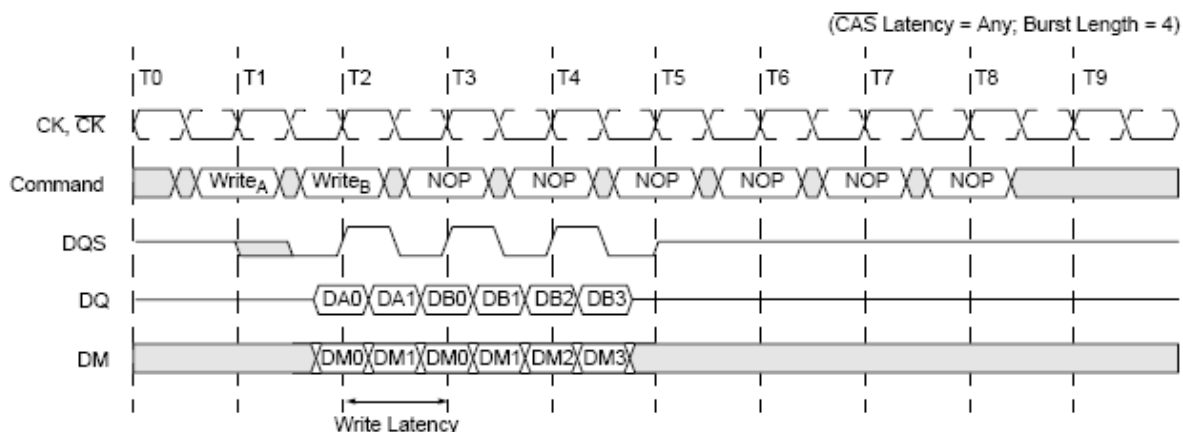 (CAS Latency = Any; Burst Length = 4)
T0 T1 T2 T3 T4 T5 T6 T7 T8 T9
CK, CK
Command WriteA WriteB NOP NOP NOP NOP NOP NOP
DQS
DQ DA0 DA1 DB0 DB1 DB2 DB3
DM DM0 DM1 DM0 DM1 DM2 DM3
Write Latency